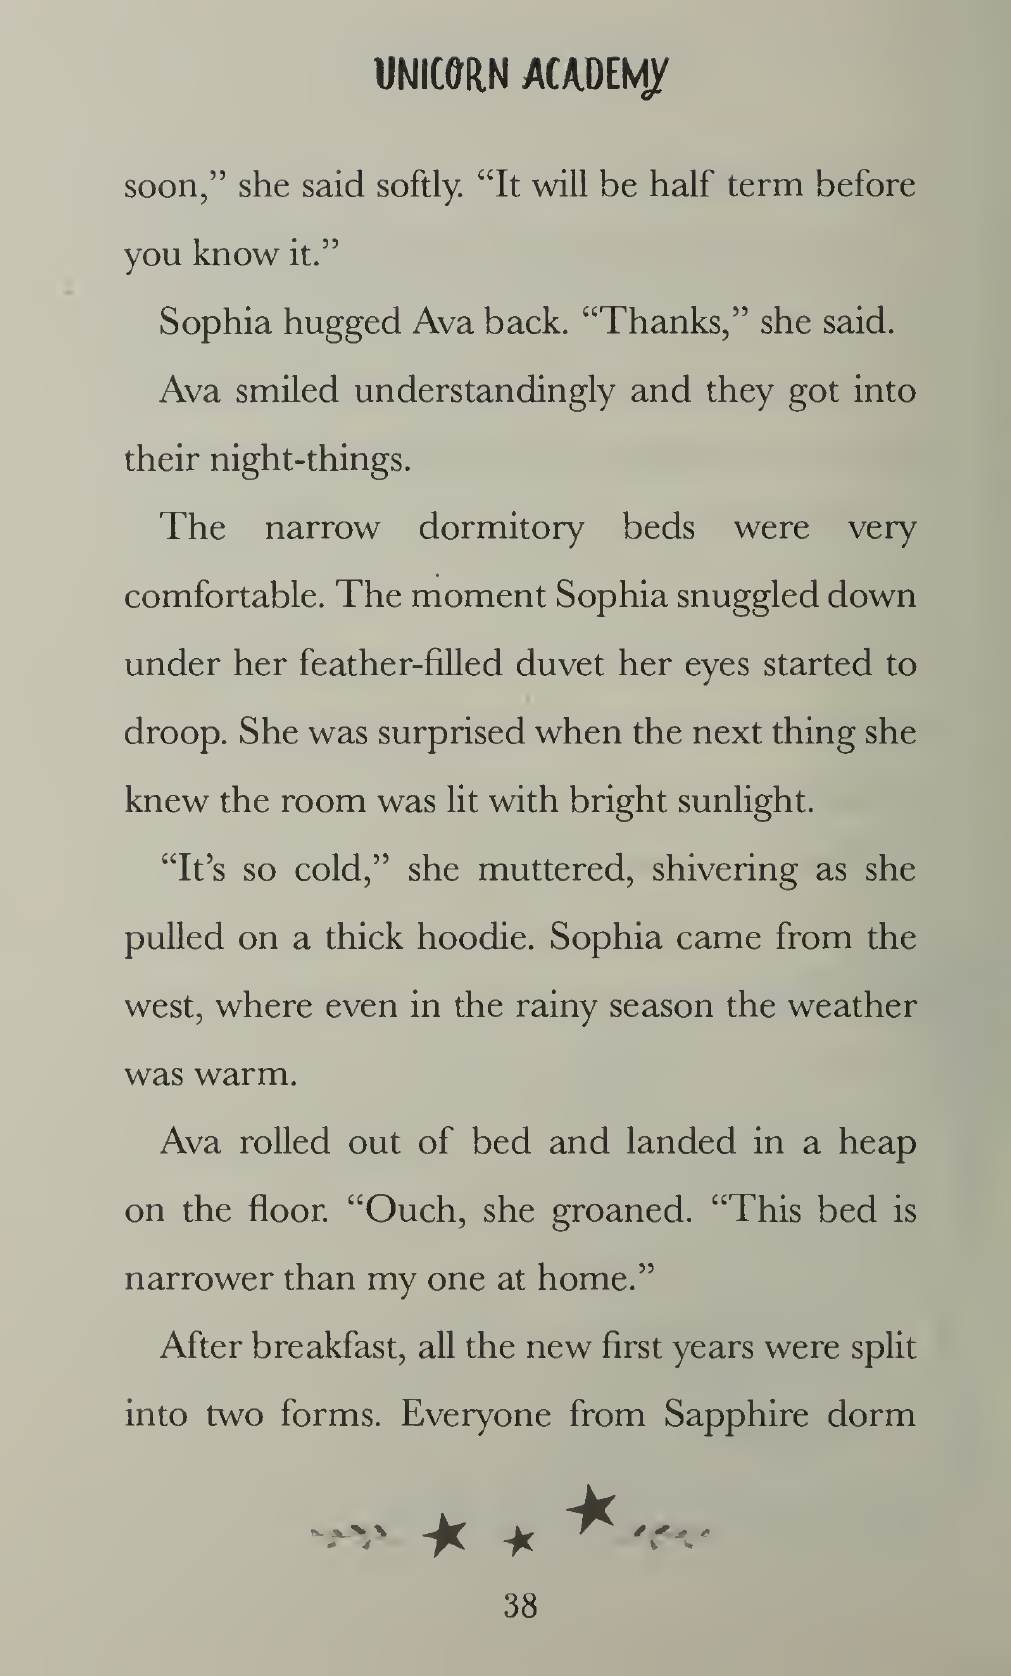 UNICORN ACADEMY
soon,” she said softly. “It will be half term before
you know it.”
Sophia hugged Ava back. “Thanks,” she said.
Ava smiled understandingly and they got into
their night-things.
The narrow dormitory beds were very
comfortable. The moment Sophia snuggled down
under her feather-filled duvet her eyes started to
droop. She was surprised when the next thing she
knew the room was lit with bright sunlight.
“It’s so cold,” she muttered, shivering as she
pulled on a thick hoodie. Sophia came from the
west, where even in the rainy season the weather
was warm.
Ava rolled out of bed and landed in a heap
on the floor. “Ouch, she groaned. “This bed is
narrower than my one at home.”
After breakfast, all the new first years were split
into two forms. Everyone from Sapphire dorm
38